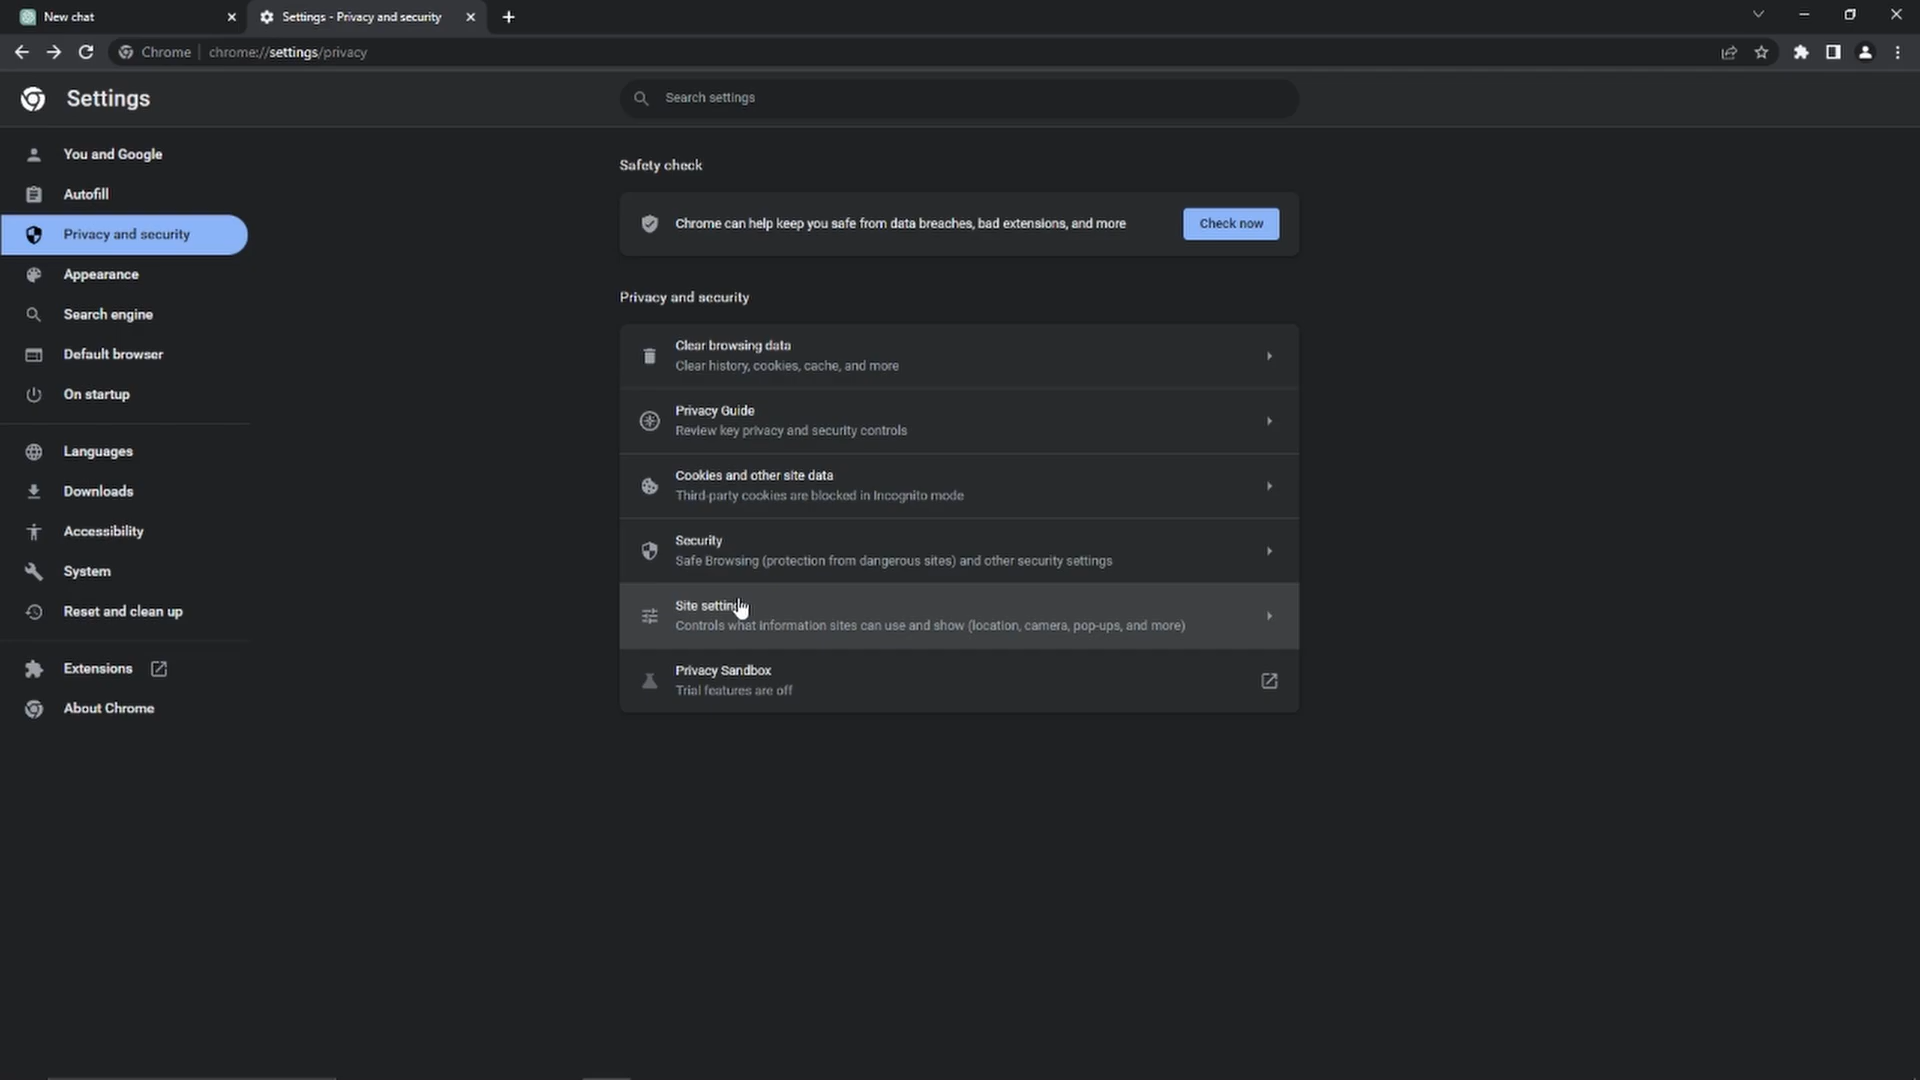 New chat
Settings - Privacy and security
Chrome
chrome://settings/privacy
Settings
Search settings
You and Google
Autofill
Privacy and security
Appearance
Search engine
Default browser
On startup
Languages
Downloads
Accessibility
System
Reset and clean up
Extensions
About Chrome
Safety check
Chrome can help keep you safe from data breaches, bad extensions, and more
Check now
Privacy and security
Clear browsing data
Clear history, cookies, cache, and more
Privacy Guide
Review key privacy and security controls
Cookies and other site data
Third-party cookies are blocked in Incognito mode
Security
Safe Browsing (protection from dangerous sites) and other security settings
Site settings
Controls what information sites can use and show (location, camera, pop-ups, and more)
Privacy Sandbox
Trial features are off